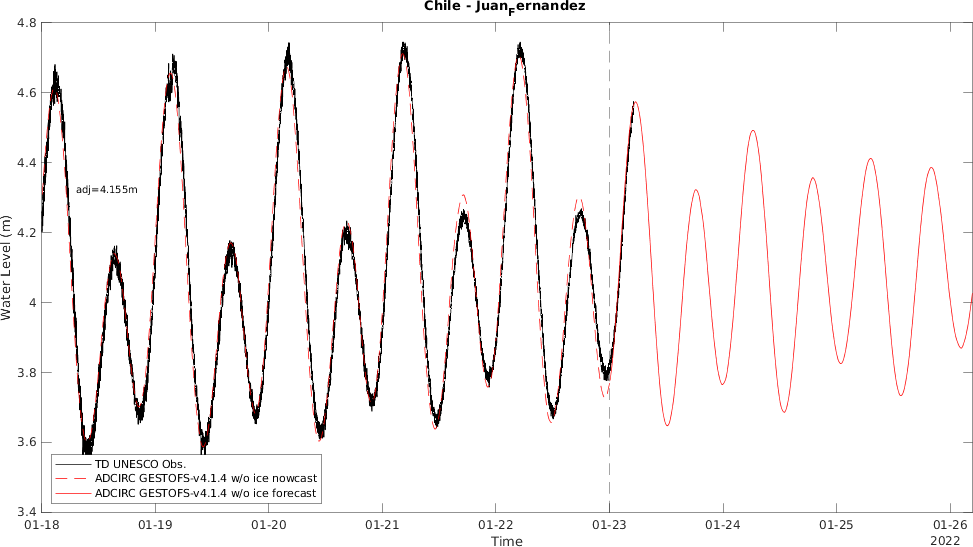 Chile - Juan_Fernandez
4.8
4.6
4.4
4.2
4
3.8
3.6
3.4
Water Level (m)
adj=4.155m
TD UNESCO Obs.
ADCIRC GESTOFS-v4.1.4 w/o ice nowcast
ADCIRC GESTOFS-v4.1.4 w/o ice forecast
01-18 01-19 01-20 01-21 01-22 01-23 01-24 01-25 01-26
Time
2022